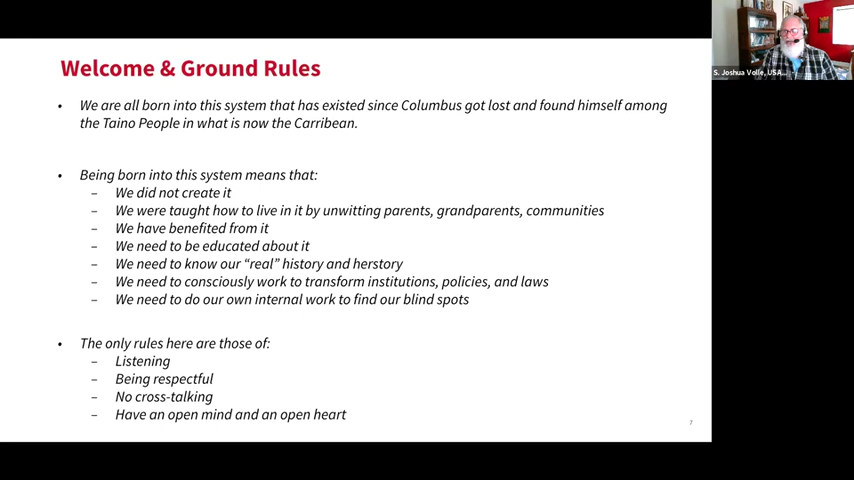 Welcome & Ground Rules
• We are all born into this system that has existed since Columbus got lost and found himself among
the Taino People in what is now the Carribean.
• Being born into this system means that:
– We did not create it
– We were taught how to live in it by unwitting parents, grandparents, communities
– We have benefited from it
– We need to be educated about it
– We need to know our “real” history and herstory
– We need to consciously work to transform institutions, policies, and laws
– We need to do our own internal work to find our blind spots
• The only rules here are those of:
– Listening
– Being respectful
– No cross-talking
– Have an open mind and an open heart
7
S. Joshua Volle, USA...